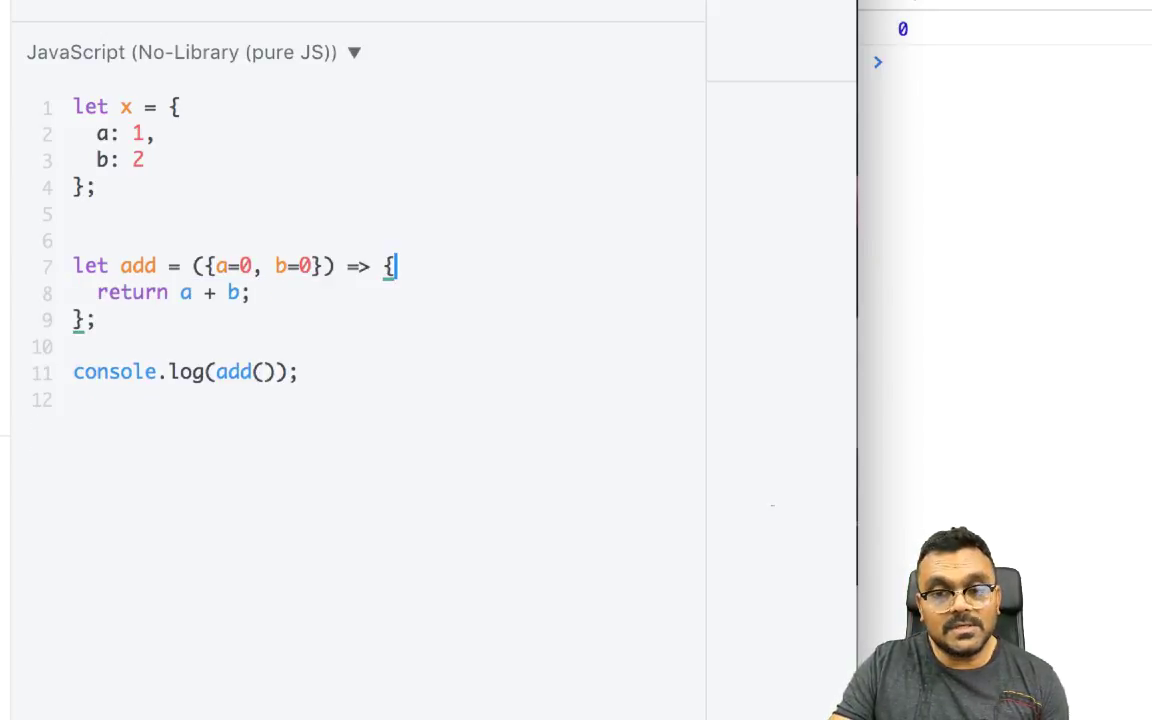 JavaScript (No-Library (pure JS)) ▼
1 let x = {
2   a: 1,
3   b: 2
4 };
5
6
7 let add = ({a=0, b=0}) => {
8   return a + b;
9 };
10
11 console.log(add());
12
0
>